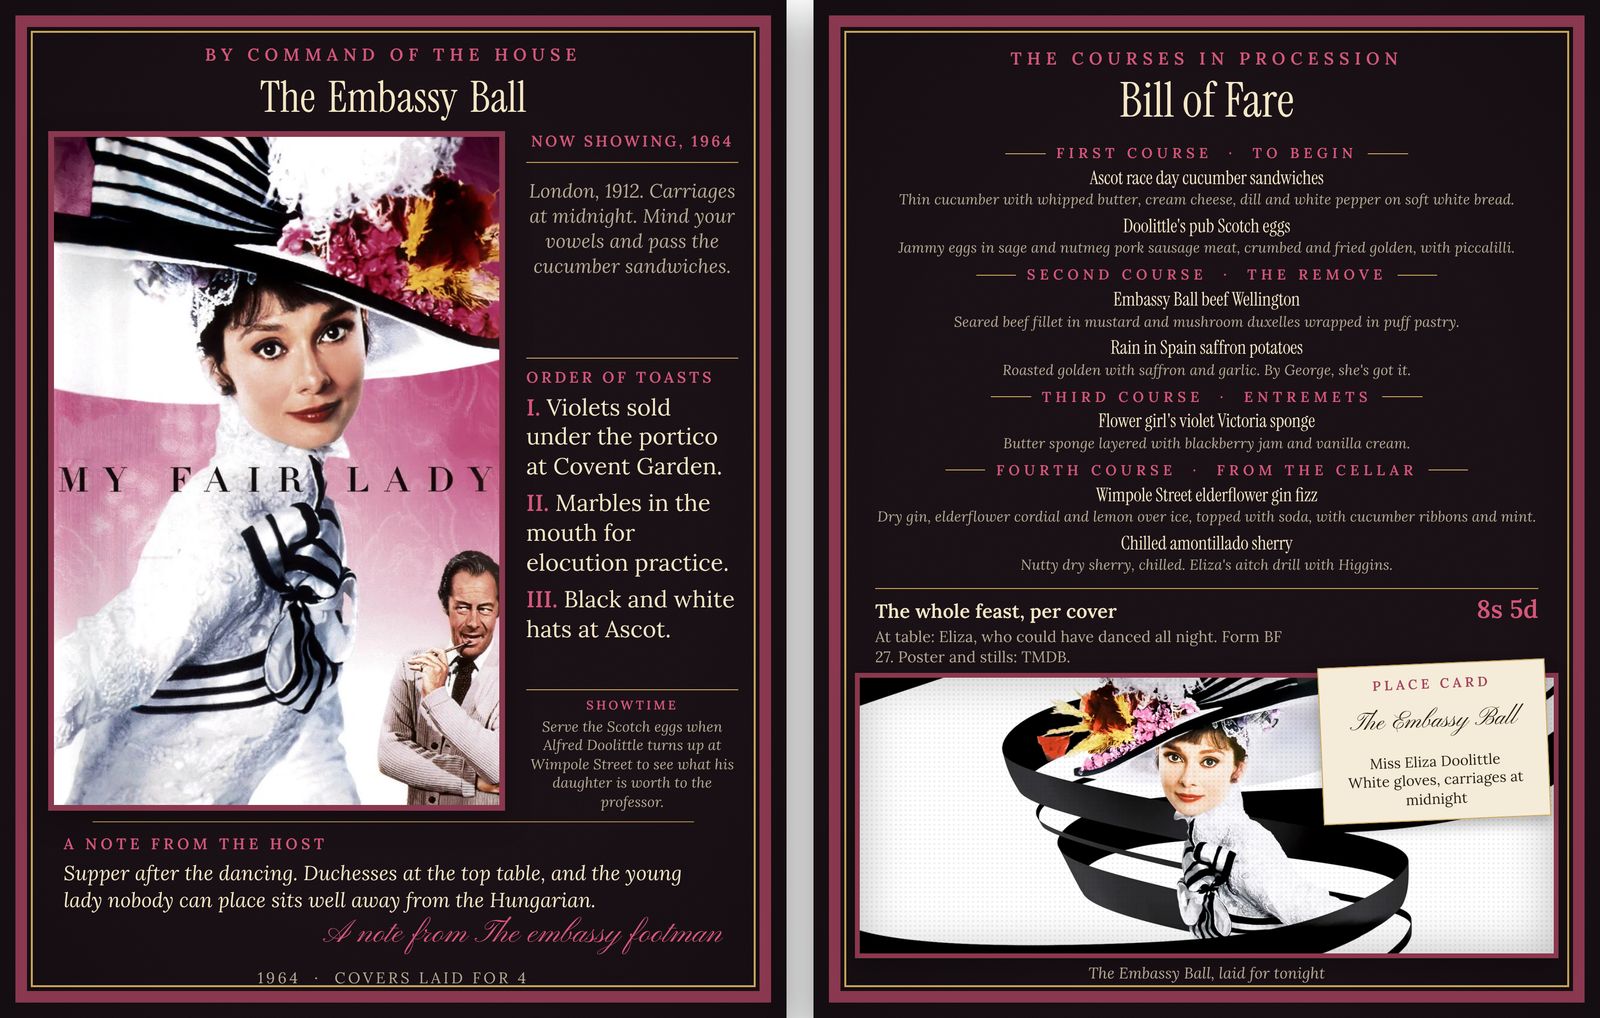 BY COMMAND OF THE HOUSE
The Embassy Ball
MY FAIR LADY
NOW SHOWING, 1964
London, 1912. Carriages
at midnight. Mind your
vowels and pass the
cucumber sandwiches.
ORDER OF TOASTS
I. Violets sold
under the portico
at Covent Garden.
II. Marbles in the
mouth for
elocution practice.
III. Black and white
hats at Ascot.
SHOWTIME
Serve the Scotch eggs when
Alfred Doolittle turns up at
Wimpole Street to see what his
daughter is worth to the
professor.
A NOTE FROM THE HOST
Supper after the dancing. Duchesses at the top table, and the young
lady nobody can place sits well away from the Hungarian.
A note from The embassy footman
1964 · COVERS LAID FOR 4
THE COURSES IN PROCESSION
Bill of Fare
FIRST COURSE · TO BEGIN
Ascot race day cucumber sandwiches
Thin cucumber with whipped butter, cream cheese, dill and white pepper on soft white bread.
Doolittle's pub Scotch eggs
Jammy eggs in sage and nutmeg pork sausage meat, crumbed and fried golden, with piccalilli.
SECOND COURSE · THE REMOVE
Embassy Ball beef Wellington
Seared beef fillet in mustard and mushroom duxelles wrapped in puff pastry.
Rain in Spain saffron potatoes
Roasted golden with saffron and garlic. By George, she's got it.
THIRD COURSE · ENTREMETS
Flower girl's violet Victoria sponge
Butter sponge layered with blackberry jam and vanilla cream.
FOURTH COURSE · FROM THE CELLAR
Wimpole Street elderflower gin fizz
Dry gin, elderflower cordial and lemon over ice, topped with soda, with cucumber ribbons and mint.
Chilled amontillado sherry
Nutty dry sherry, chilled. Eliza's aitch drill with Higgins.
The whole feast, per cover 8s 5d
At table: Eliza, who could have danced all night. Form BF
27. Poster and stills: TMDB.
PLACE CARD
The Embassy Ball
Miss Eliza Doolittle
White gloves, carriages at
midnight
The Embassy Ball, laid for tonight